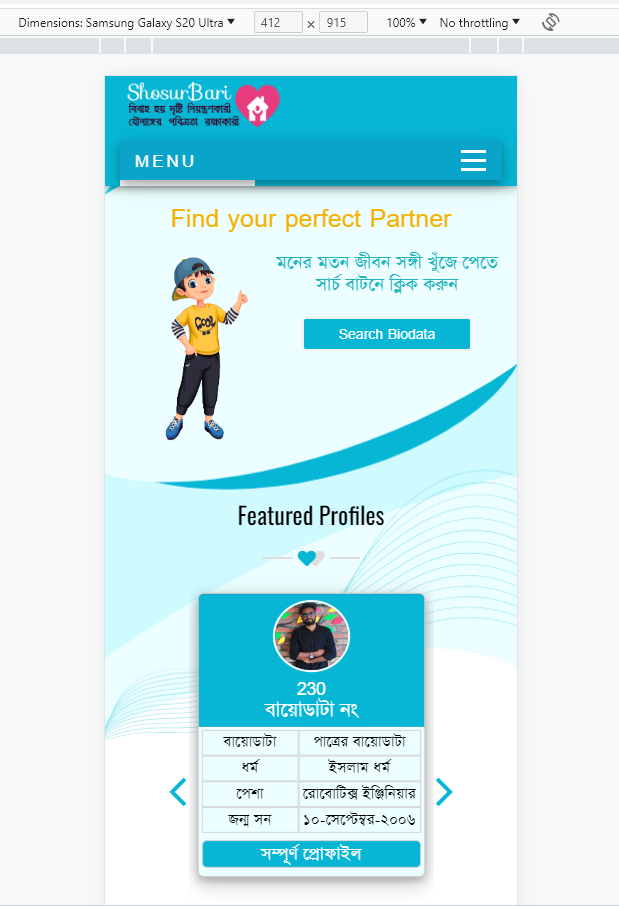 Dimensions: Samsung Galaxy S20 Ultra ▼ 412 × 915 100% ▼ No throttling ▼
ShosurBari
বিবাহ হয় দৃষ্টি নিয়ন্ত্রণকারী
যৌনাঙ্গের পবিত্রতা রক্ষাকারী
MENU
Find your perfect Partner
মনের মতন জীবন সঙ্গী খুঁজে পেতে
সার্চ বাটনে ক্লিক করুন
COOL
Search Biodata
Featured Profiles
230
বায়োডাটা নং
বায়োডাটা পাত্রের বায়োডাটা
ধর্ম ইসলাম ধর্ম
পেশা রোবোটিক্স ইঞ্জিনিয়ার
জন্ম সন ১০-সেপ্টেম্বর-২০০৬
সম্পূর্ণ প্রোফাইল